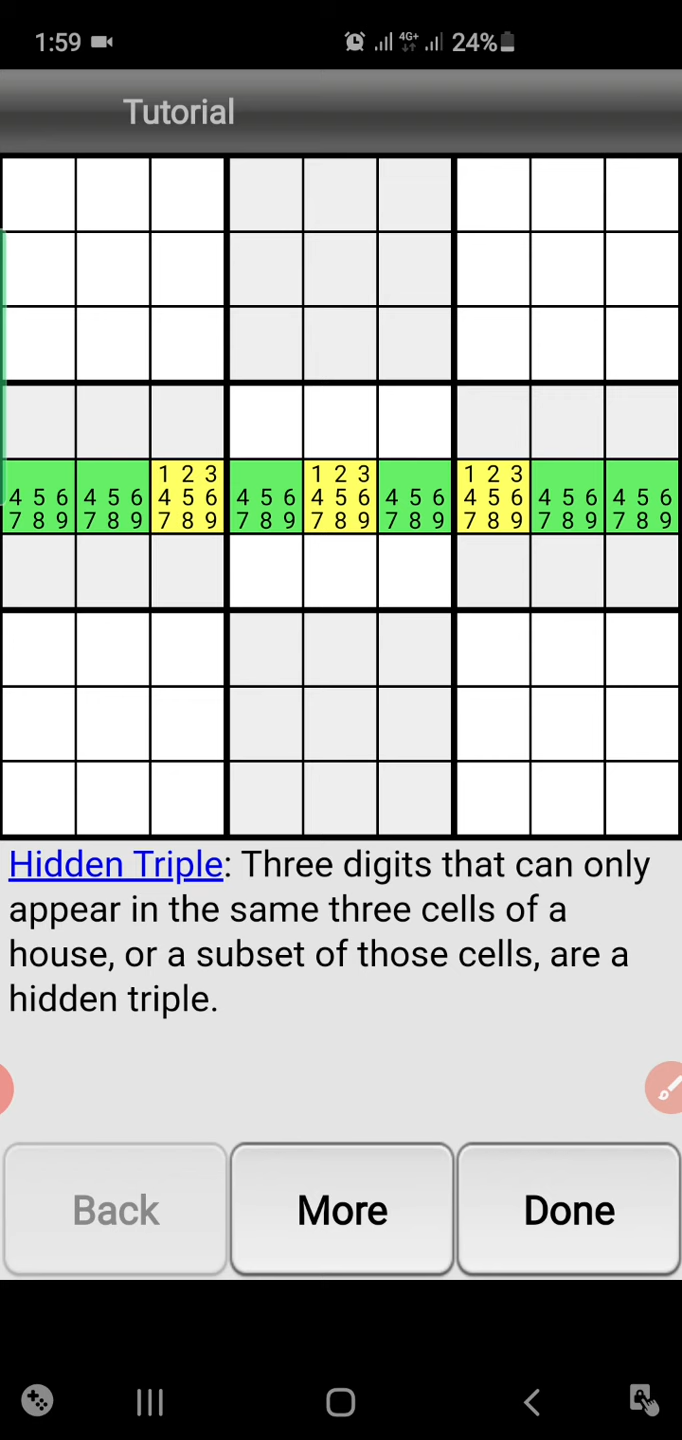 1:59 4G+ 24%
Tutorial
1 2 3 1 2 3 1 2 3
4 5 6 4 5 6 4 5 6 4 5 6 4 5 6 4 5 6 4 5 6 4 5 6 4 5 6
7 8 9 7 8 9 7 8 9 7 8 9 7 8 9 7 8 9 7 8 9 7 8 9 7 8 9
Hidden Triple: Three digits that can only
appear in the same three cells of a
house, or a subset of those cells, are a
hidden triple.
Back More Done